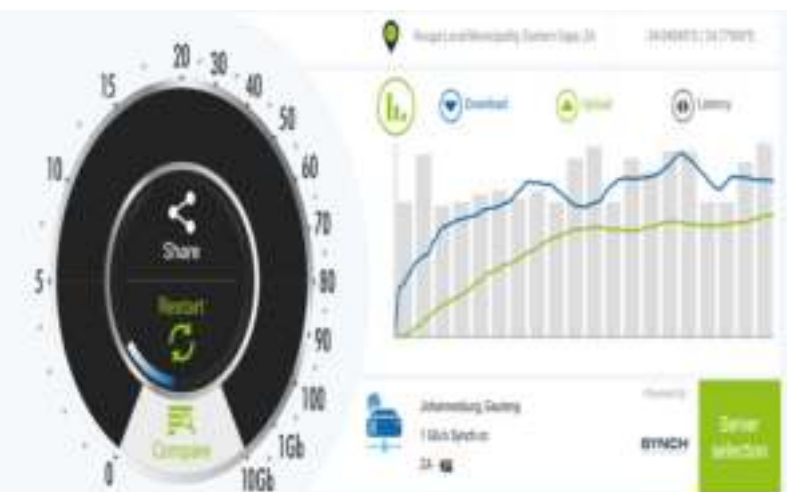 20
30
15
40
50
10
60
70
Share
5
80
Restart
90
100
Compare
1Gb
0
10Gb
Download
Upload
Latency
Johannesburg, Gauteng
ZA
SYNCH
Server
selection